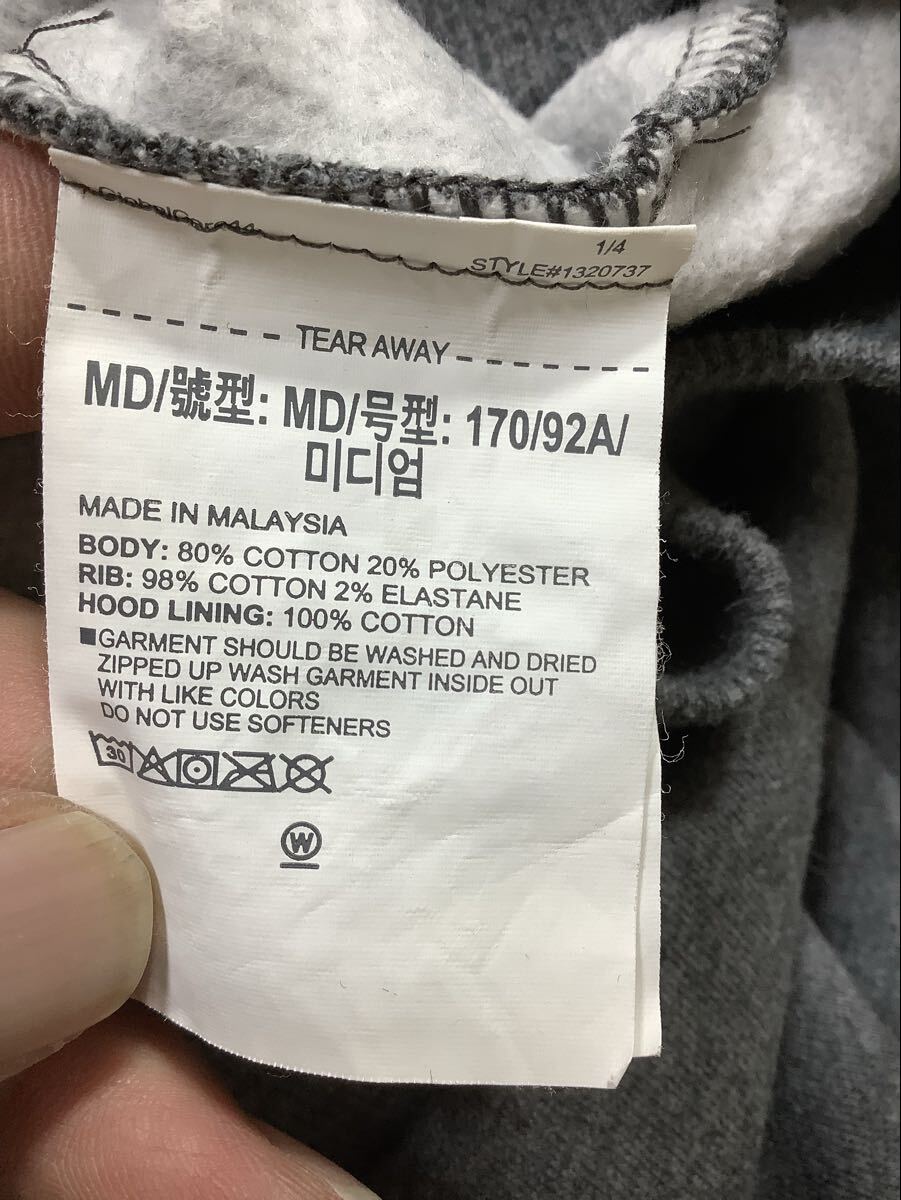 GlobalCare44
1/4
STYLE#1320737
TEAR AWAY
MD/號型: MD/号型: 170/92A/
미디엄
MADE IN MALAYSIA
BODY: 80% COTTON 20% POLYESTER
RIB: 98% COTTON 2% ELASTANE
HOOD LINING: 100% COTTON
■GARMENT SHOULD BE WASHED AND DRIED
ZIPPED UP WASH GARMENT INSIDE OUT
WITH LIKE COLORS
DO NOT USE SOFTENERS
30
W